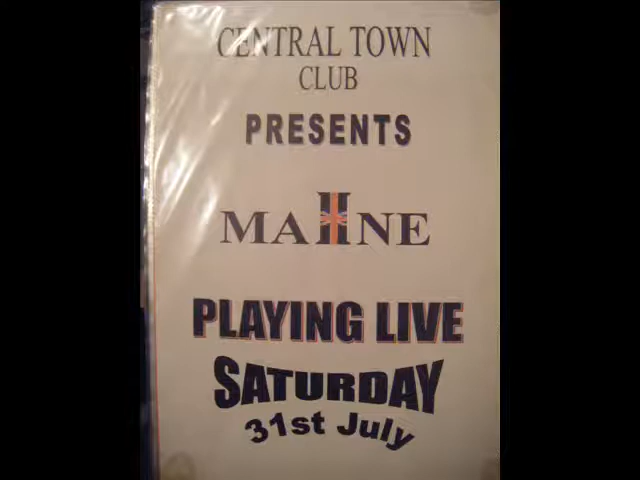 CENTRAL TOWN
CLUB
PRESENTS
MAINE
PLAYING LIVE
SATURDAY
31st July